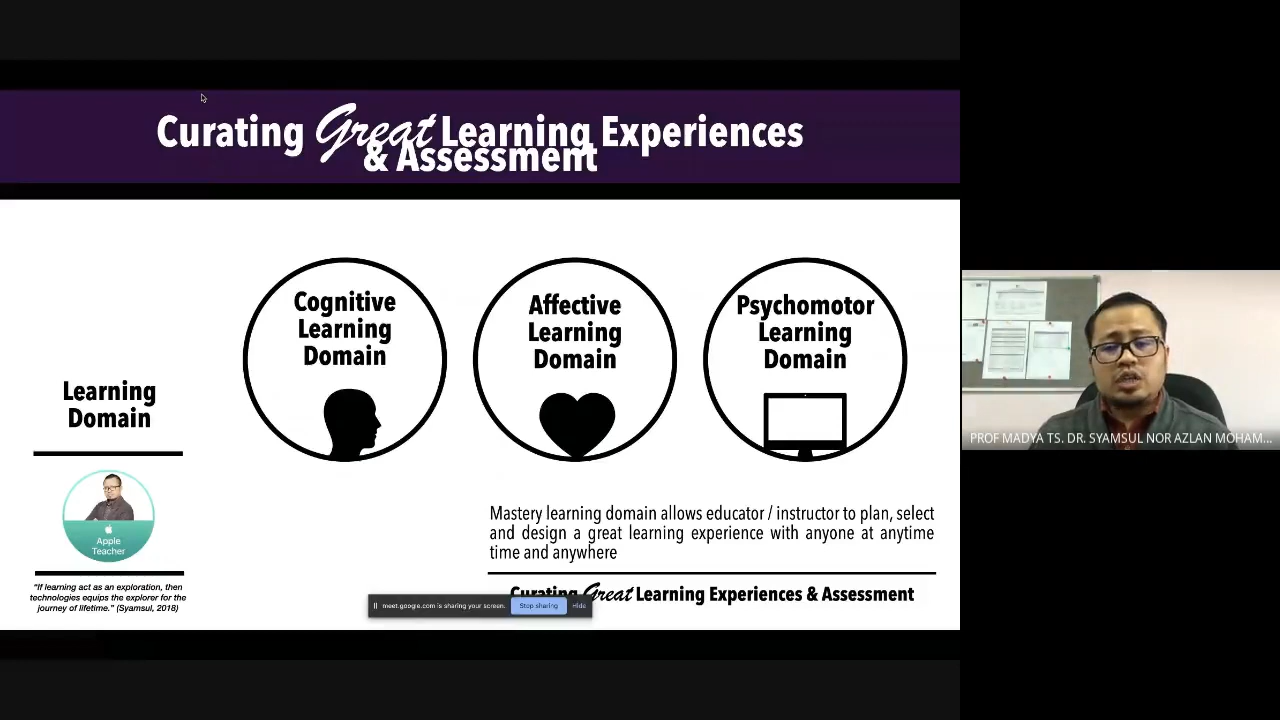 Curating Great Learning Experiences
& Assessment
Cognitive
Learning
Domain
Affective
Learning
Domain
Psychomotor
Learning
Domain
Learning
Domain
Apple
Teacher
“If learning act as an exploration, then
technologies equips the explorer for the
journey of lifetime.” (Syamsul, 2018)
Mastery learning domain allows educator / instructor to plan, select
and design a great learning experience with anyone at anytime
time and anywhere
Curating Great Learning Experiences & Assessment
meet.google.com is sharing your screen.
Stop sharing
Hide
PROF MADYA TS. DR. SYAMSUL NOR AZLAN MOHAM...